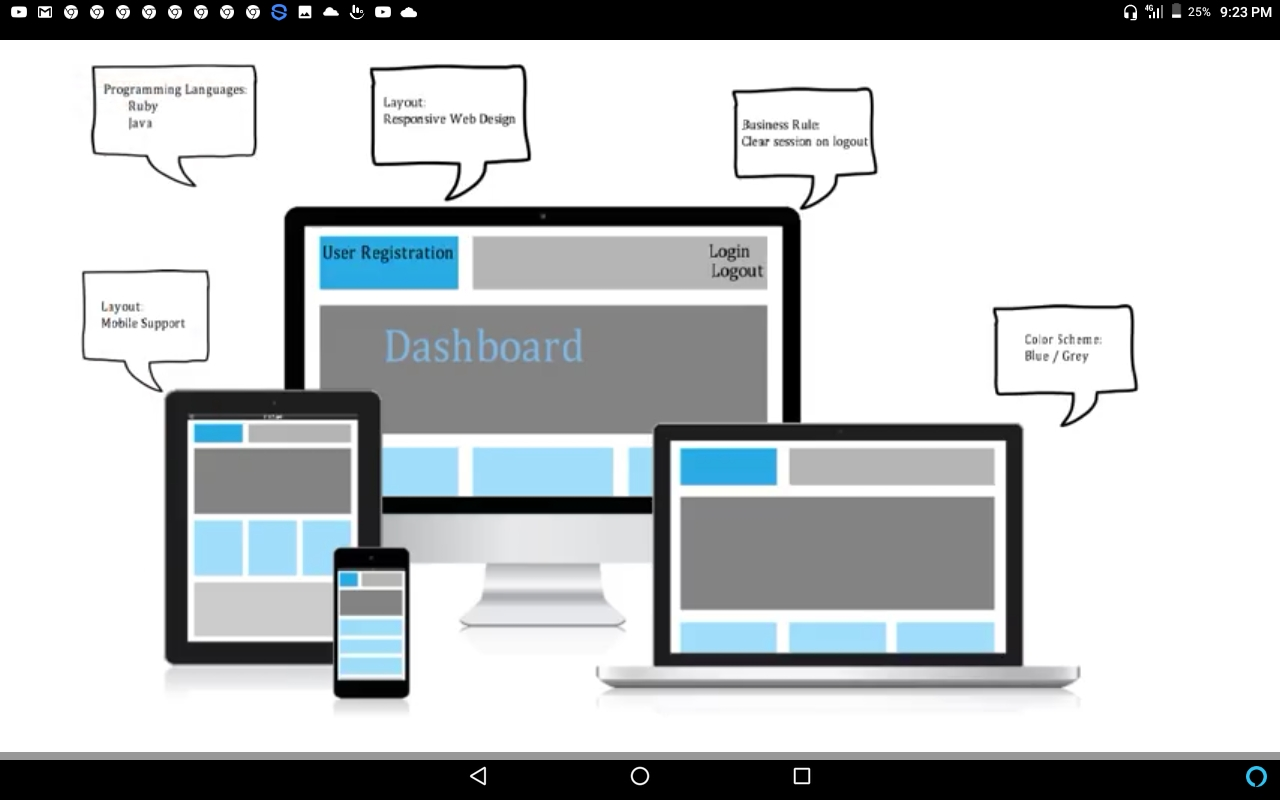 4G 25% 9:23 PM
Programming Languages:
Ruby
Java
Layout:
Responsive Web Design
Business Rule:
Clear session on logout
User Registration
Login
Logout
Dashboard
Layout:
Mobile Support
Color Scheme:
Blue / Grey